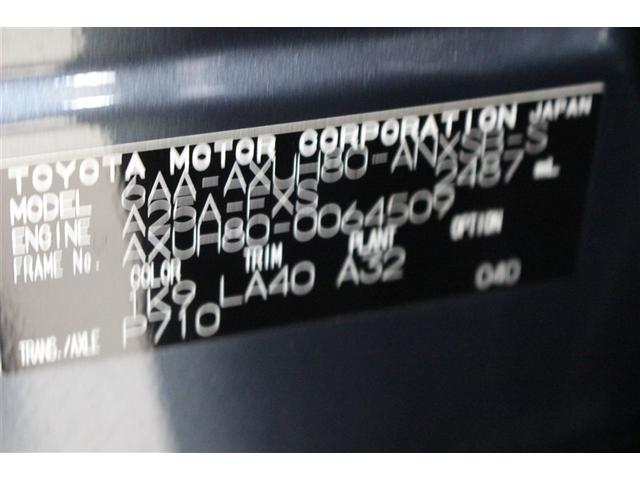 TOYOTA MOTOR CORPORATION JAPAN
MODEL 6AA-AXUH80-ANXSB-S
ENGINE A25A-FXS 2487 mL
FRAME No. AXUH80-0064509
COLOR TRIM PLANT OPTION
1K9 LA40 A32 040
TRANS./AXLE P710